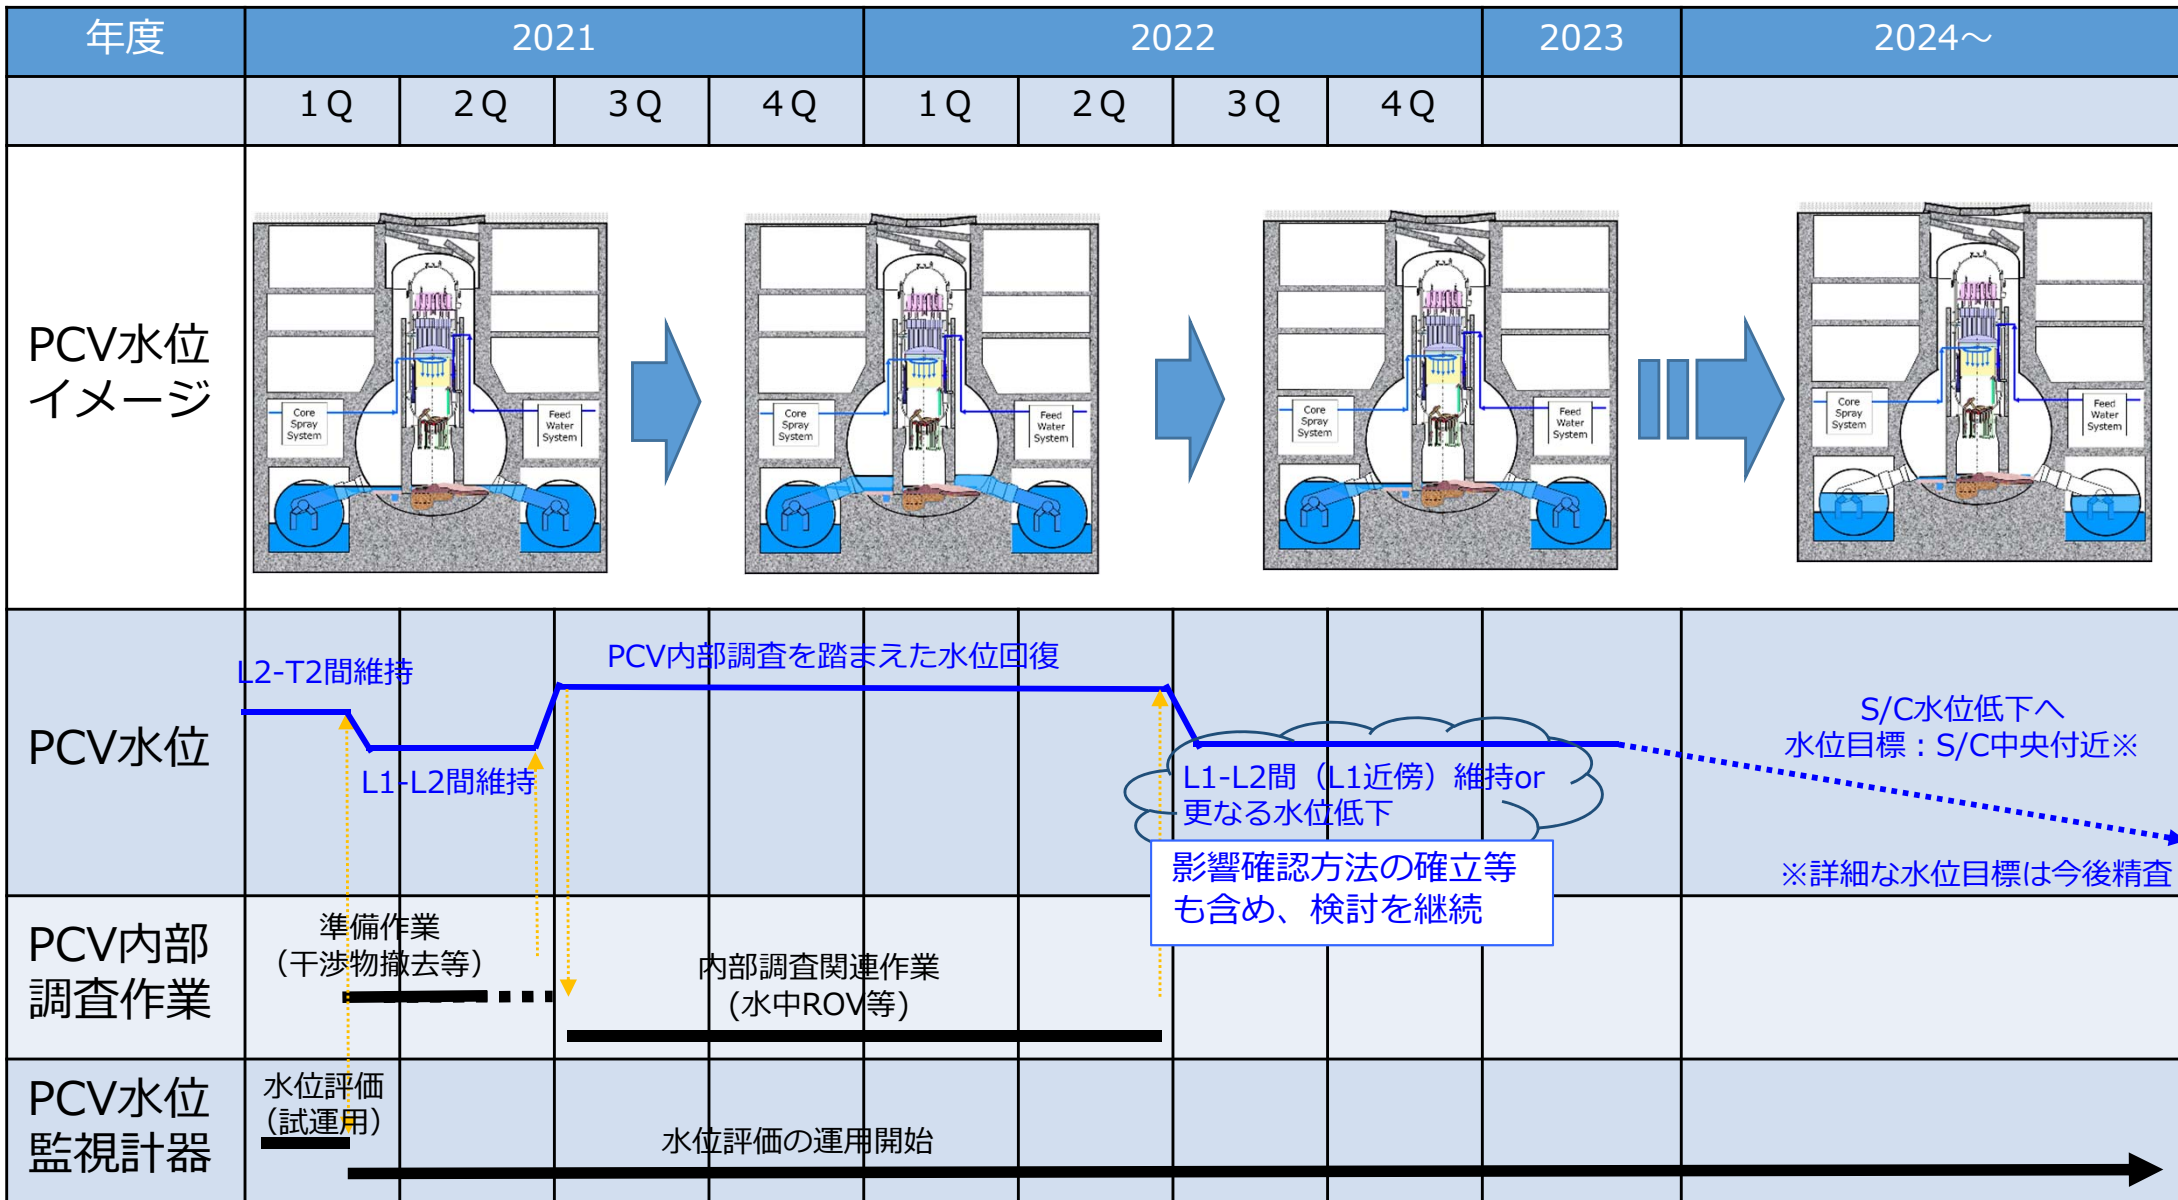 年度
2021
2022
2023
2024～
1Q
2Q
3Q
4Q
1Q
2Q
3Q
4Q
PCV水位
イメージ
Core
Spray
System
Feed
Water
System
Core
Spray
System
Feed
Water
System
Core
Spray
System
Feed
Water
System
Core
Spray
System
Feed
Water
System
PCV水位
L2-T2間維持
L1-L2間維持
PCV内部調査を踏まえた水位回復
L1-L2間（L1近傍）維持or
更なる水位低下
影響確認方法の確立等
も含め、検討を継続
S/C水位低下へ
水位目標：S/C中央付近※
※詳細な水位目標は今後精査
PCV内部
調査作業
準備作業
（干渉物撤去等）
内部調査関連作業
(水中ROV等)
PCV水位
監視計器
水位評価
（試運用）
水位評価の運用開始